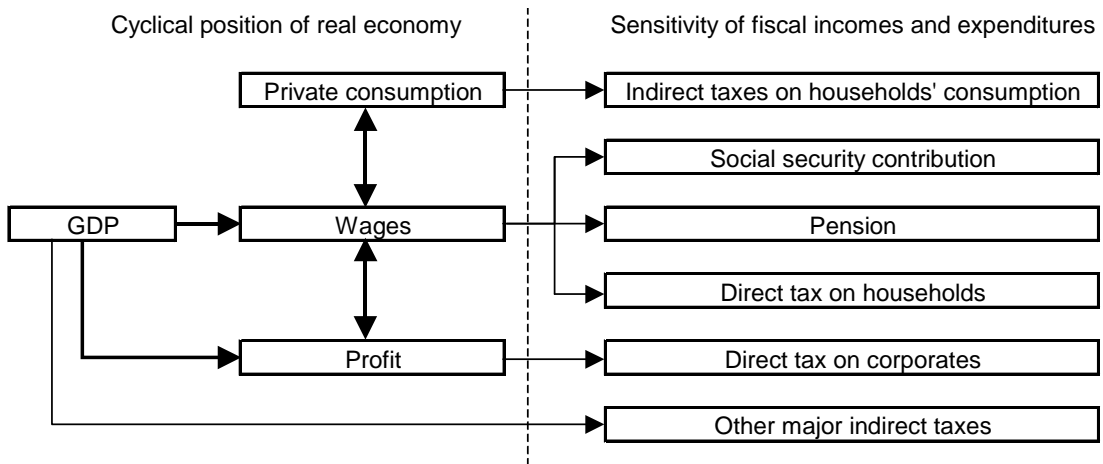 Cyclical position of real economy
Sensitivity of fiscal incomes and expenditures
Private consumption
Indirect taxes on households' consumption
Social security contribution
GDP
Wages
Pension
Direct tax on households
Profit
Direct tax on corporates
Other major indirect taxes